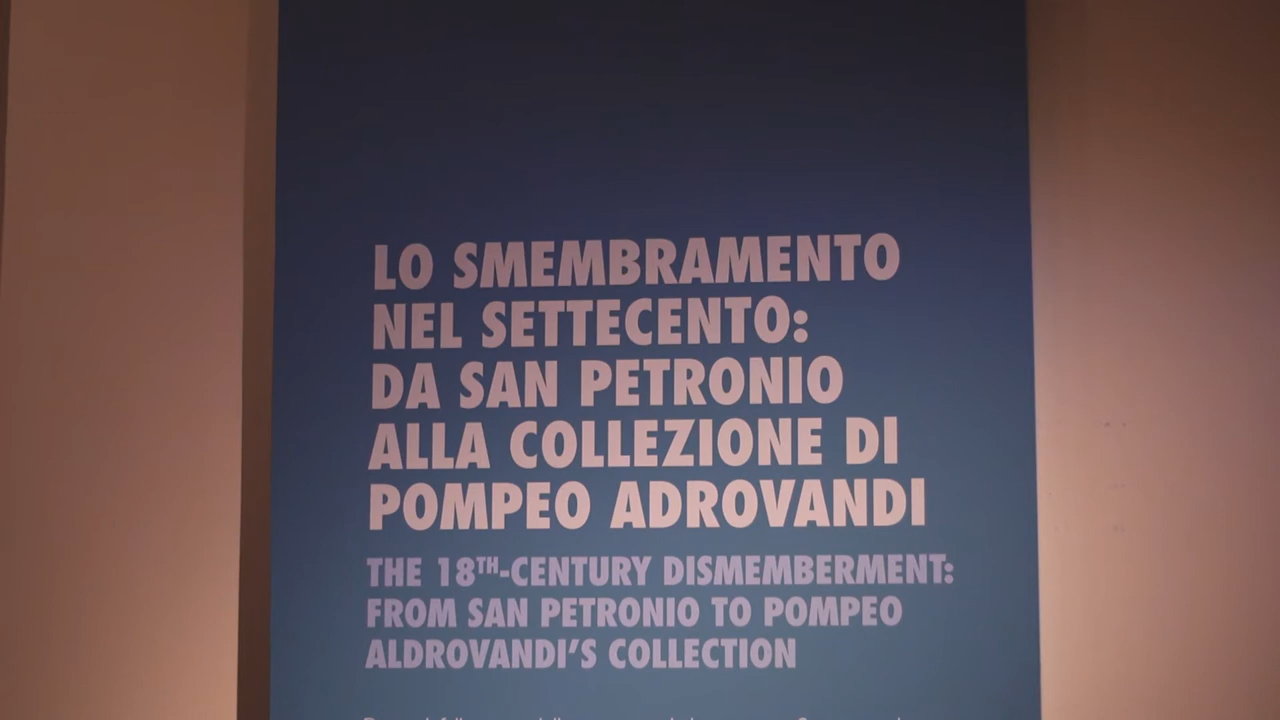 LO SMEMBRAMENTO
NEL SETTECENTO:
DA SAN PETRONIO
ALLA COLLEZIONE DI
POMPEO ADROVANDI
THE 18TH-CENTURY DISMEMBERMENT:
FROM SAN PETRONIO TO POMPEO
ALDROVANDI'S COLLECTION